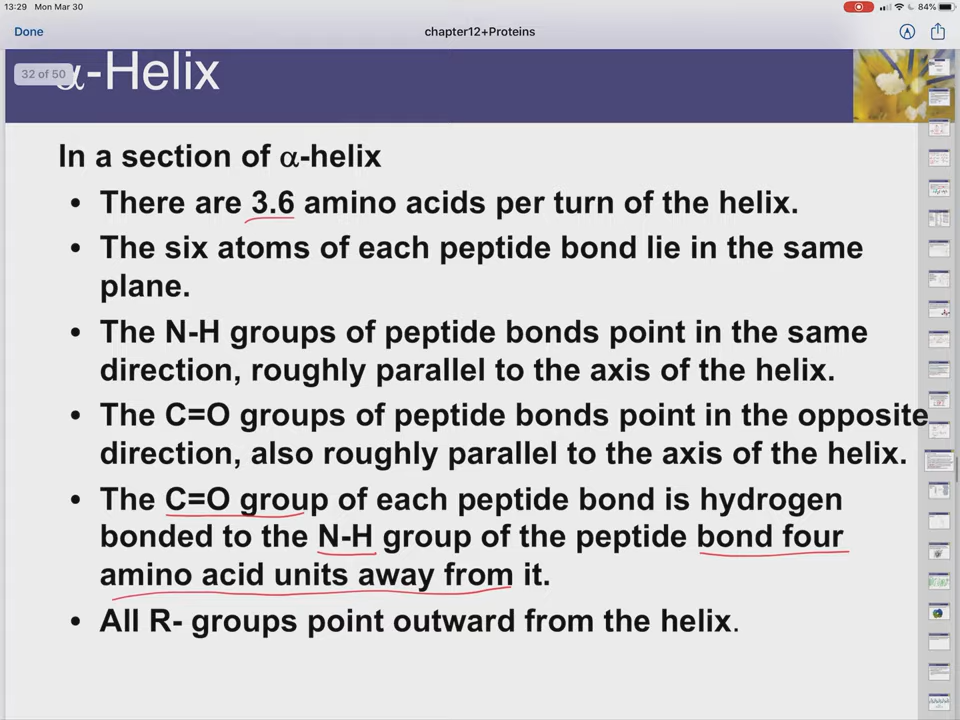 13:29 Mon Mar 30
84%
Done
chapter12+Proteins
32 of 50
α-Helix
In a section of α-helix
• There are 3.6 amino acids per turn of the helix.
• The six atoms of each peptide bond lie in the same
plane.
• The N-H groups of peptide bonds point in the same
direction, roughly parallel to the axis of the helix.
• The C=O groups of peptide bonds point in the opposite
direction, also roughly parallel to the axis of the helix.
• The C=O group of each peptide bond is hydrogen
bonded to the N-H group of the peptide bond four
amino acid units away from it.
• All R- groups point outward from the helix.